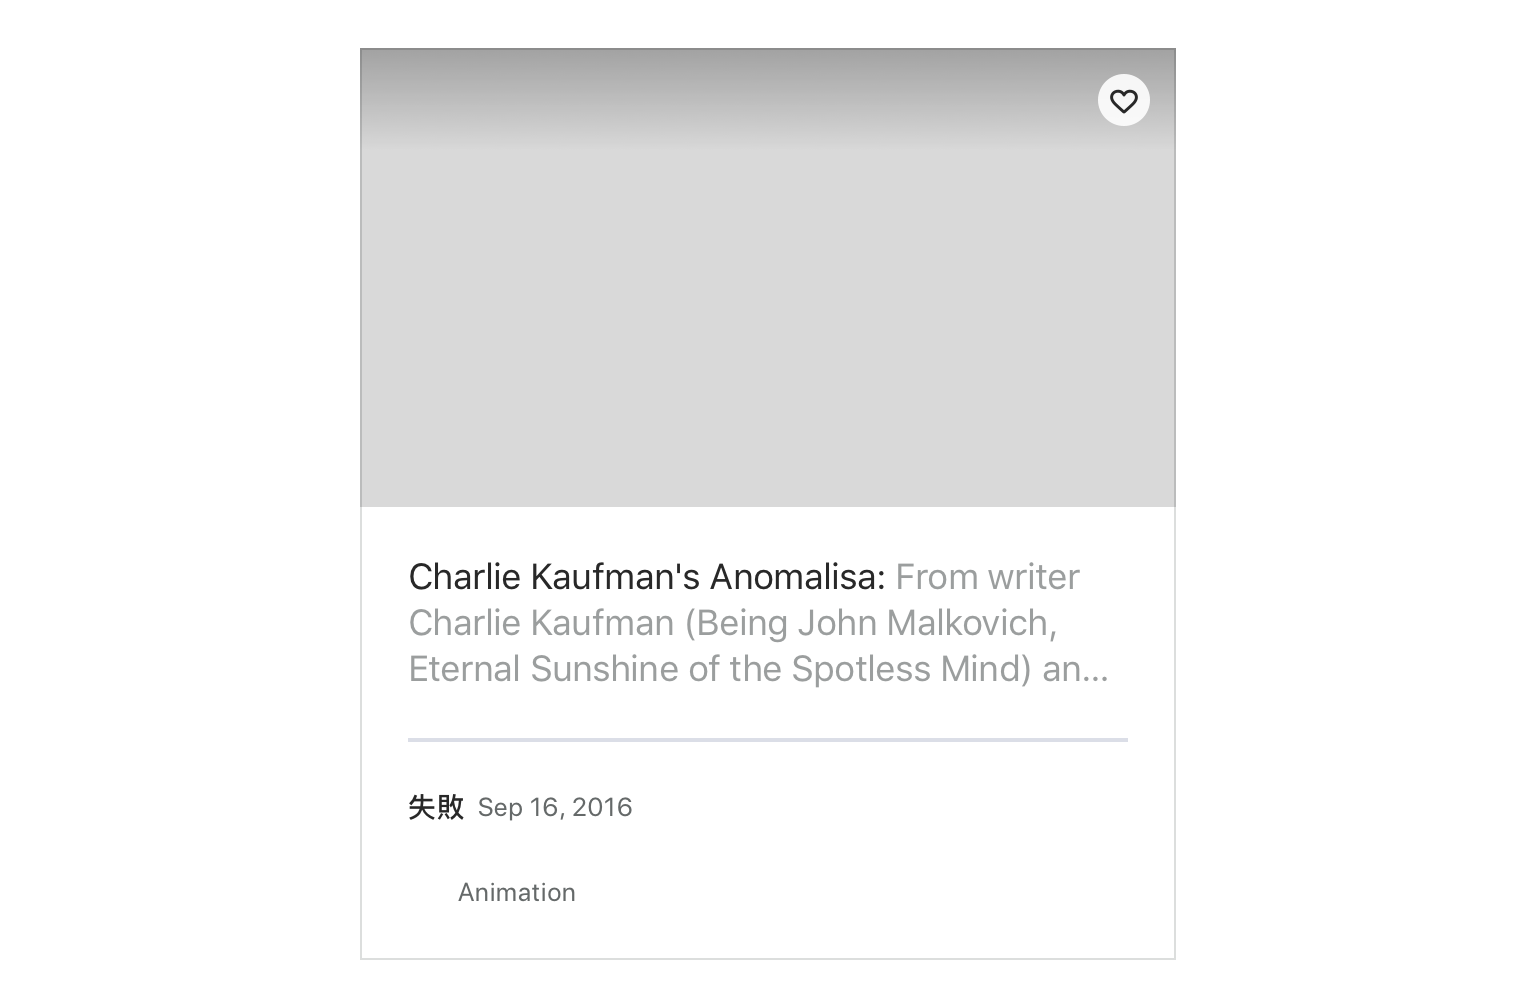 Charlie Kaufman's Anomalisa: From writer
Charlie Kaufman (Being John Malkovich,
Eternal Sunshine of the Spotless Mind) an...
失敗 Sep 16, 2016
Animation